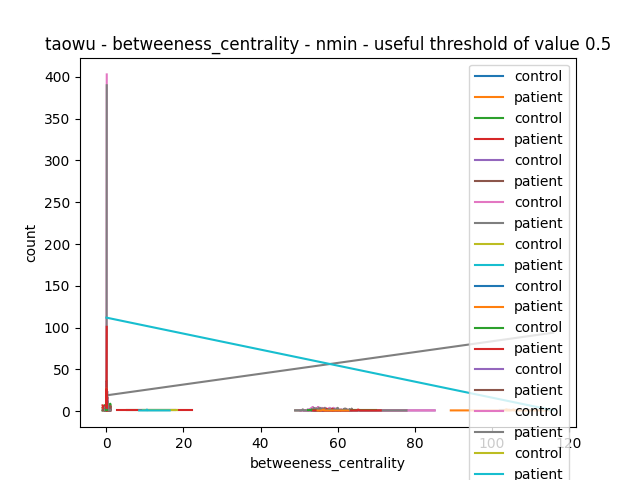 taowu - betweeness_centrality - nmin - useful threshold of value 0.5
400
350
300
250
200
150
100
50
0
count
0 20 40 60 80 100 120
betweeness_centrality
control
patient
control
patient
control
patient
control
patient
control
patient
control
patient
control
patient
control
patient
control
patient
control
patient